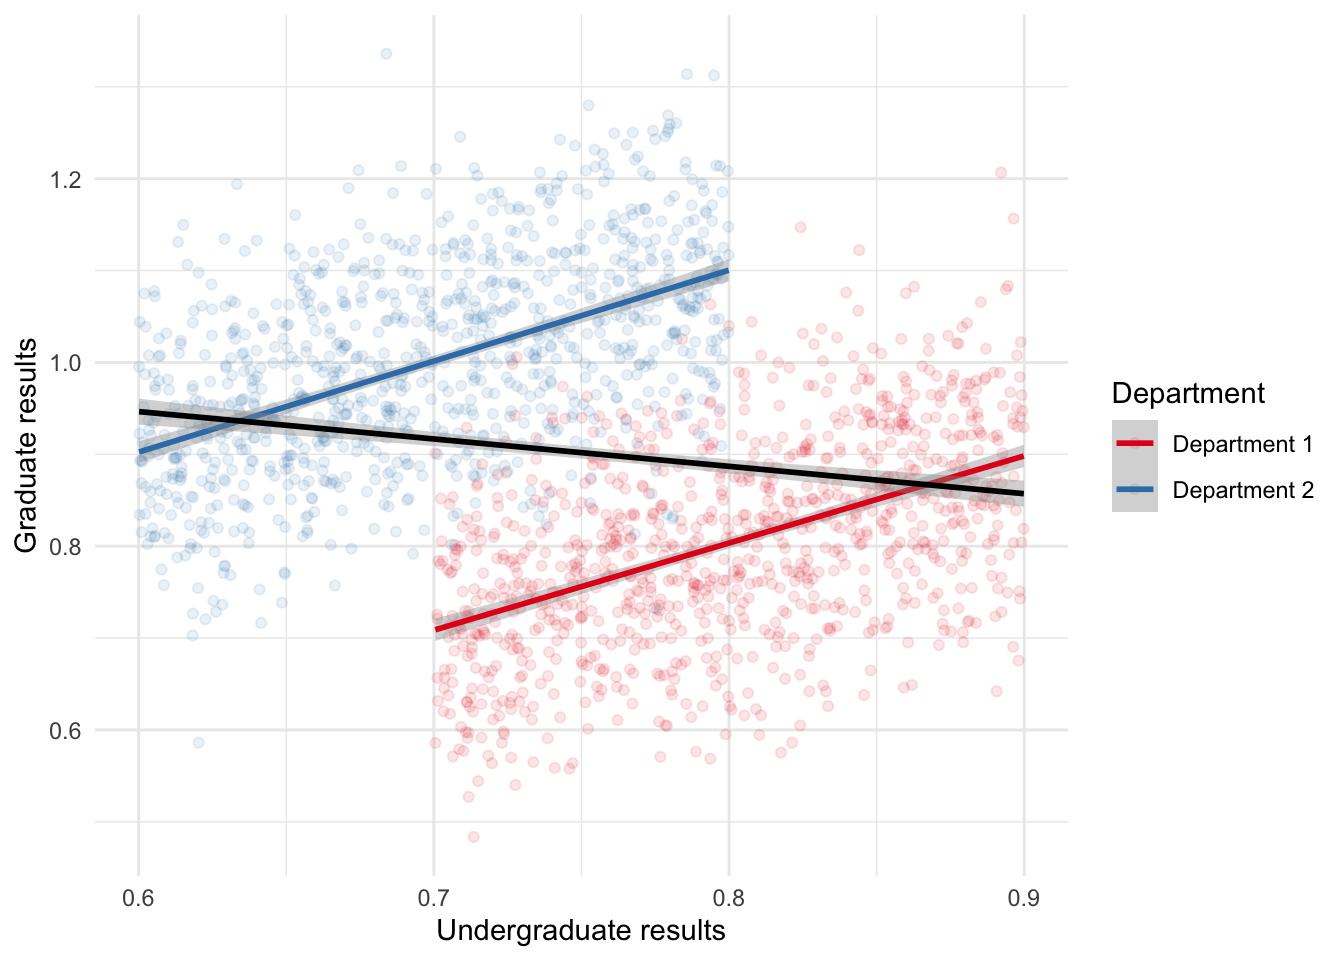 1.2
1.0
0.8
0.6
Graduate results
0.6 0.7 0.8 0.9
Undergraduate results
Department
Department 1
Department 2